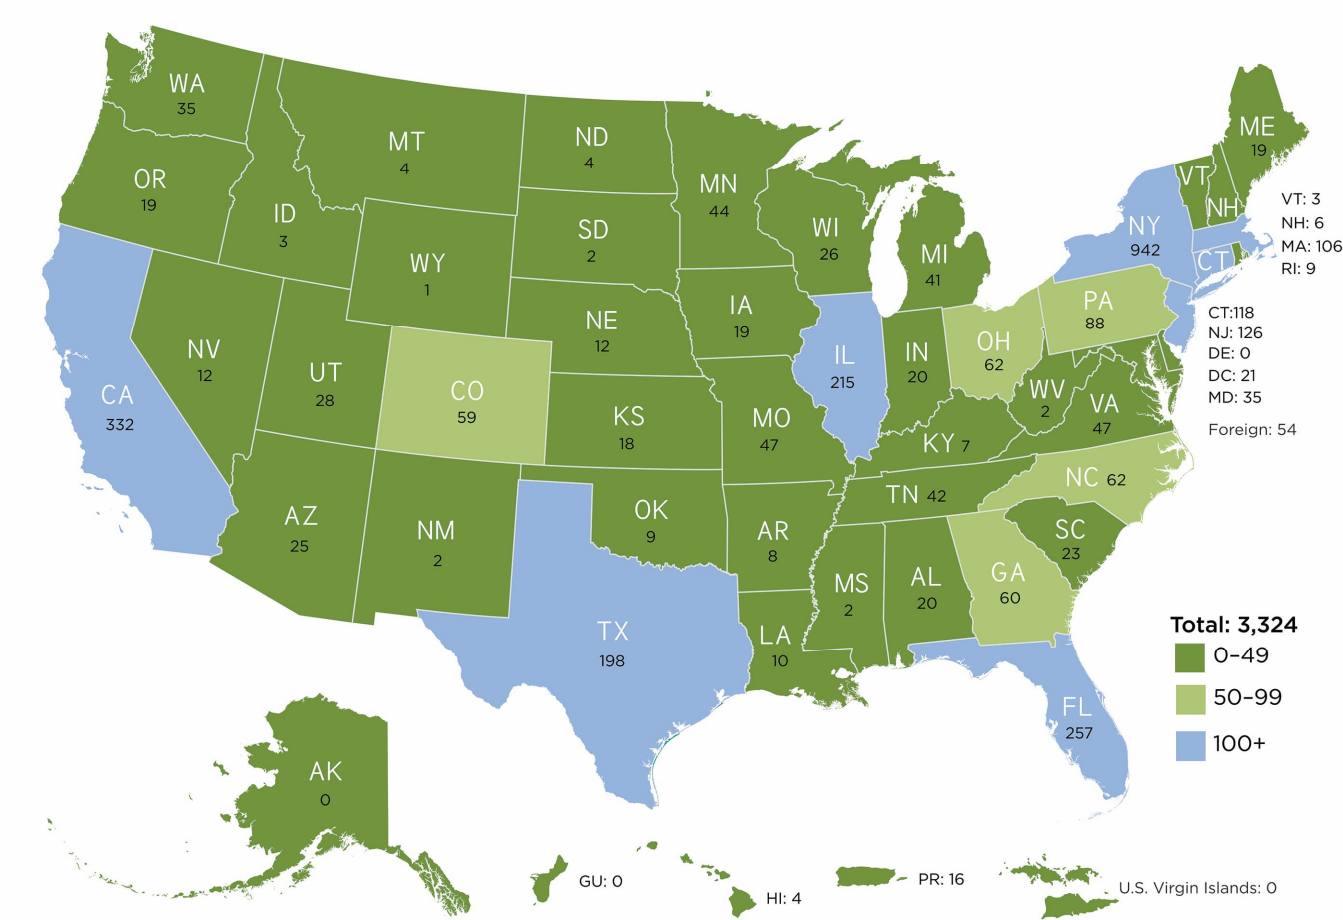 WA
35
MT
4
ND
4
ME
19
OR
19
ID
3
MN
44
VT
NH
VT: 3
NH: 6
MA: 106
RI: 9
SD
2
WI
26
MI
41
NY
942
CT
WY
1
IA
19
PA
88
NE
12
CT:118
NJ: 126
DE: 0
DC: 21
MD: 35
Foreign: 54
NV
12
UT
28
CO
59
IL
215
IN
20
OH
62
WV
2
VA
47
CA
332
KS
18
MO
47
KY 7
NC 62
TN 42
AZ
25
NM
2
OK
9
AR
8
SC
23
MS
2
AL
20
GA
60
TX
198
LA
10
FL
257
Total: 3,324
0–49
50–99
100+
AK
0
GU: 0
HI: 4
PR: 16
U.S. Virgin Islands: 0